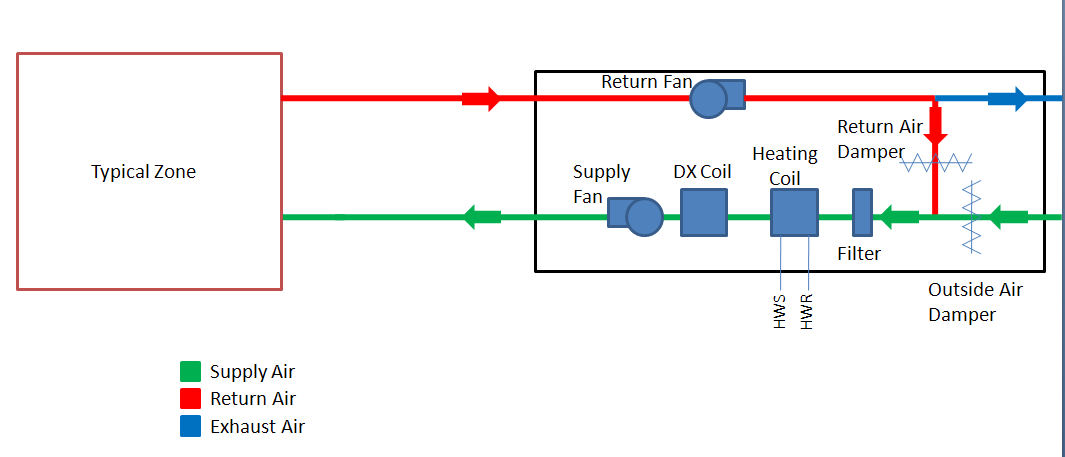 Return Fan
Return Air
Damper
Typical Zone
Supply
Fan
DX Coil
Heating
Coil
Filter
HWS
HWR
Outside Air
Damper
Supply Air
Return Air
Exhaust Air